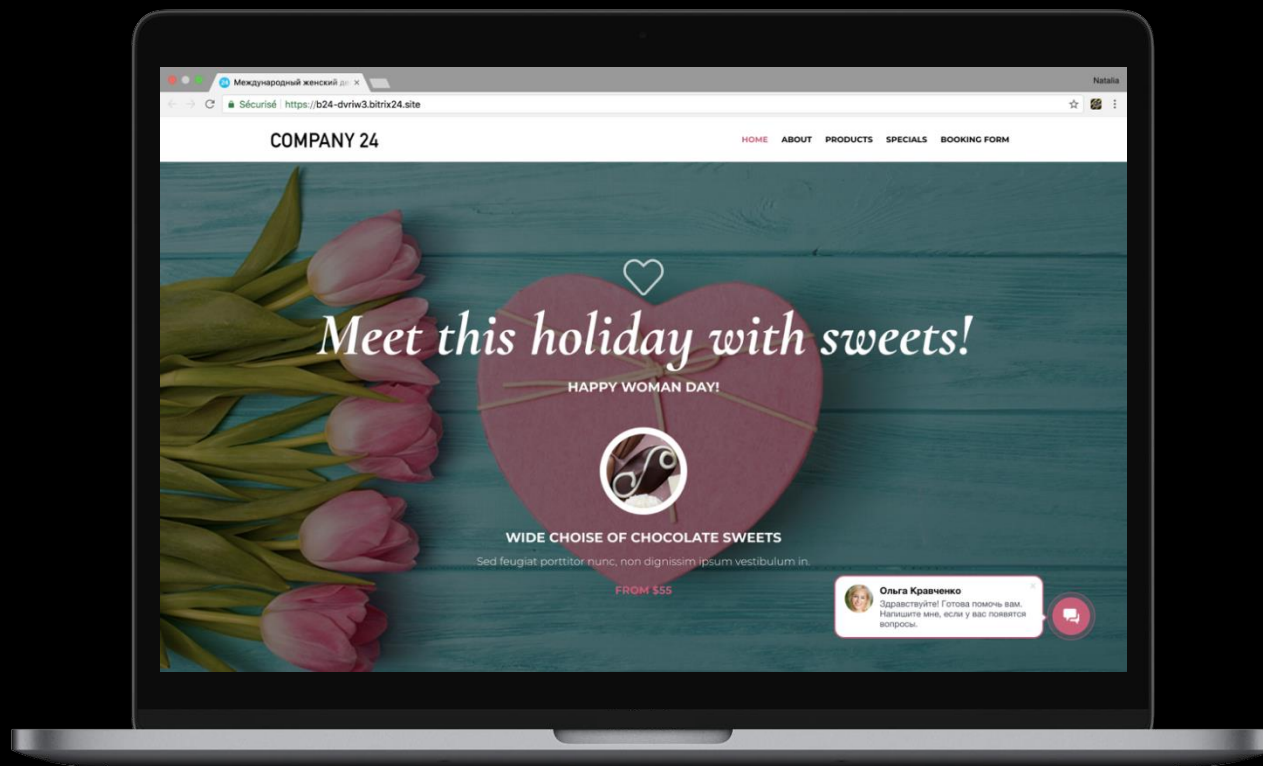 Международный женский де
Natalia
Sécurisé https://b24-dvriw3.bitrix24.site
COMPANY 24
HOME ABOUT PRODUCTS SPECIALS BOOKING FORM
Meet this holiday with sweets!
HAPPY WOMAN DAY!
WIDE CHOISE OF CHOCOLATE SWEETS
Sed feugiat porttitor nunc, non dignissim ipsum vestibulum in.
FROM $55
Ольга Кравченко
Здравствуйте! Готова помочь вам.
Напишите мне, если у вас появятся
вопросы.